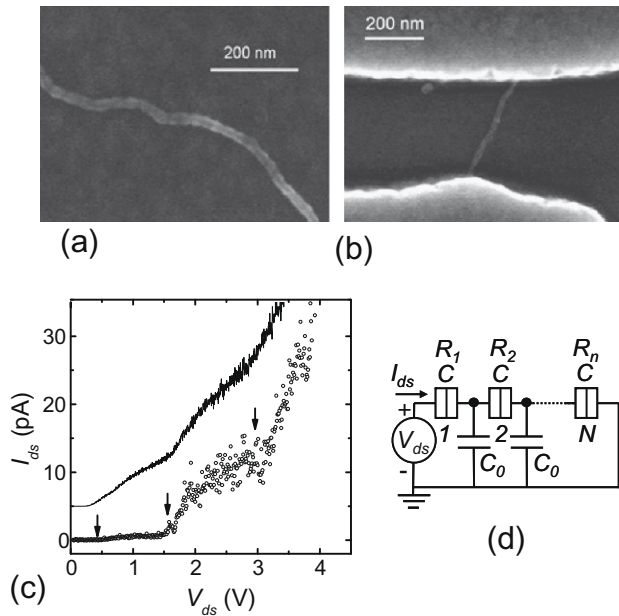 200 nm
200 nm
(a)
(b)
30
20
10
0
I_ds (pA)
0 1 2 3 4
V_ds (V)
(c)
R_1 R_2 R_n
C C C
I_ds
+
V_ds
-
1 2 N
C_0 C_0
(d)